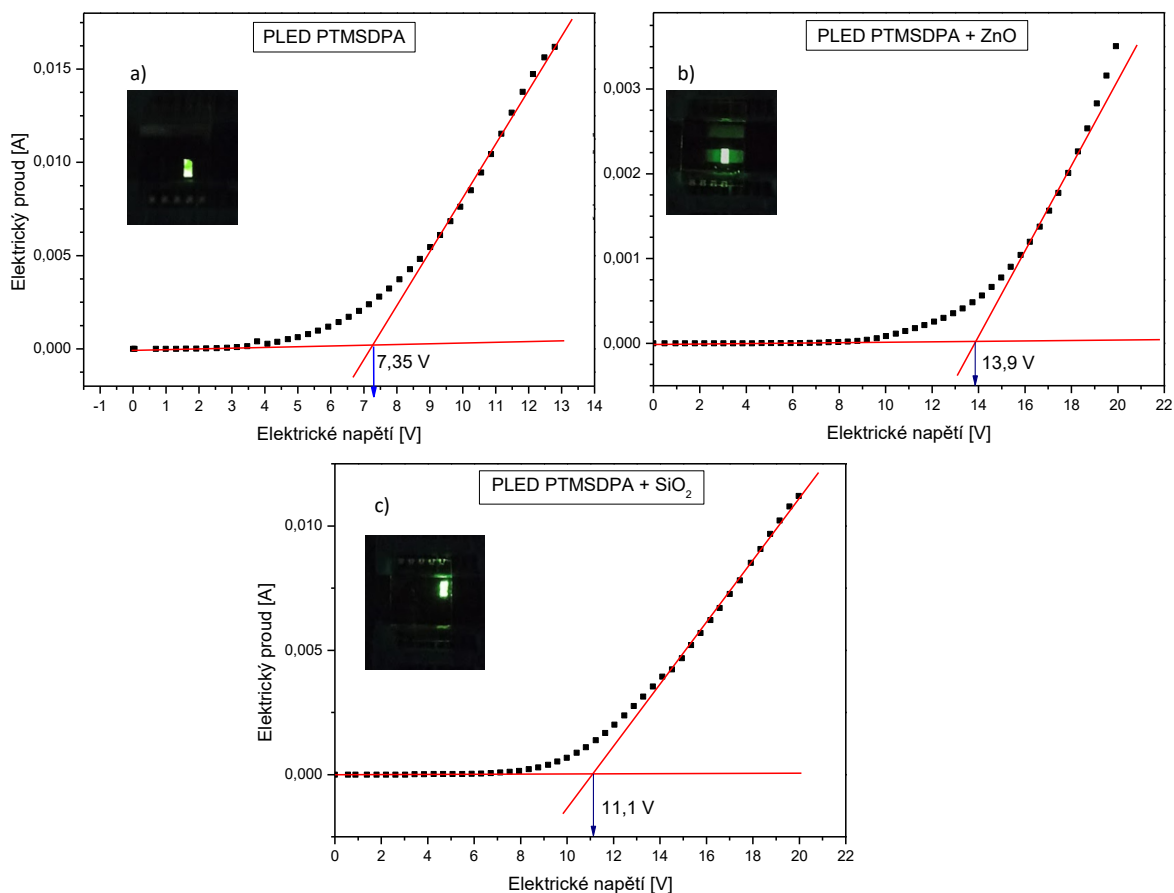 PLED PTMSDPA
a)
0,015
0,010
0,005
0,000
Elektrický proud [A]
7,35 V
-1 0 1 2 3 4 5 6 7 8 9 10 11 12 13 14
Elektrické napětí [V]
PLED PTMSDPA + ZnO
b)
0,003
0,002
0,001
0,000
13,9 V
0 2 4 6 8 10 12 14 16 18 20 22
Elektrické napětí [V]
PLED PTMSDPA + SiO₂
c)
0,010
0,005
0,000
Elektrický proud [A]
11,1 V
0 2 4 6 8 10 12 14 16 18 20 22
Elektrické napětí [V]